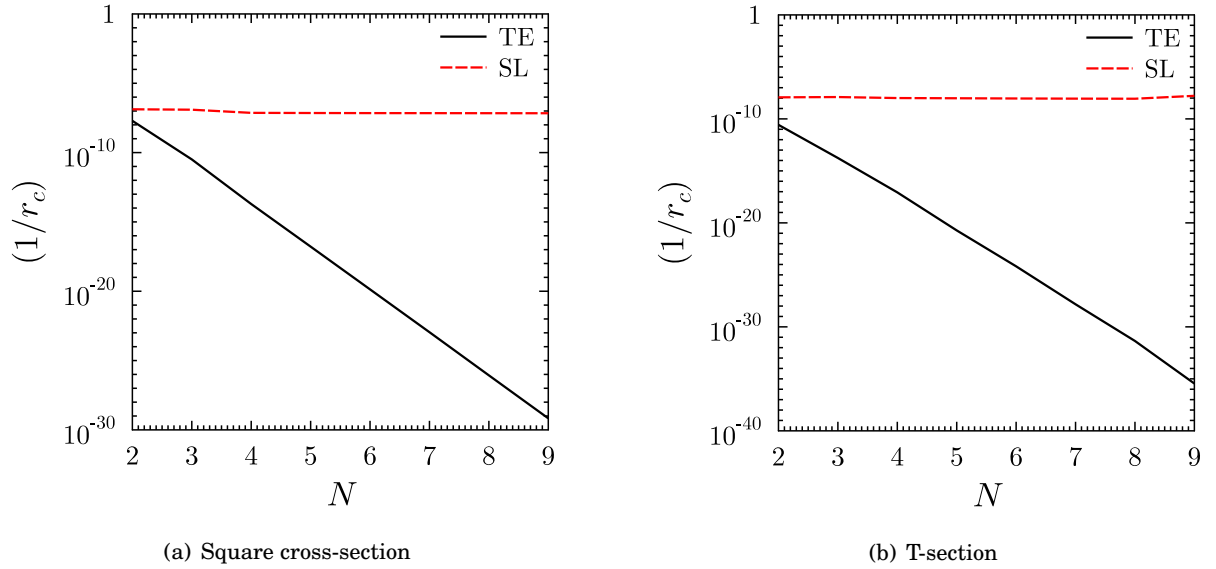 1
10^-10
10^-20
10^-30
(1/r_c)
TE
SL
2 3 4 5 6 7 8 9
N
(a) Square cross-section
1
10^-10
10^-20
10^-30
10^-40
(1/r_c)
TE
SL
2 3 4 5 6 7 8 9
N
(b) T-section